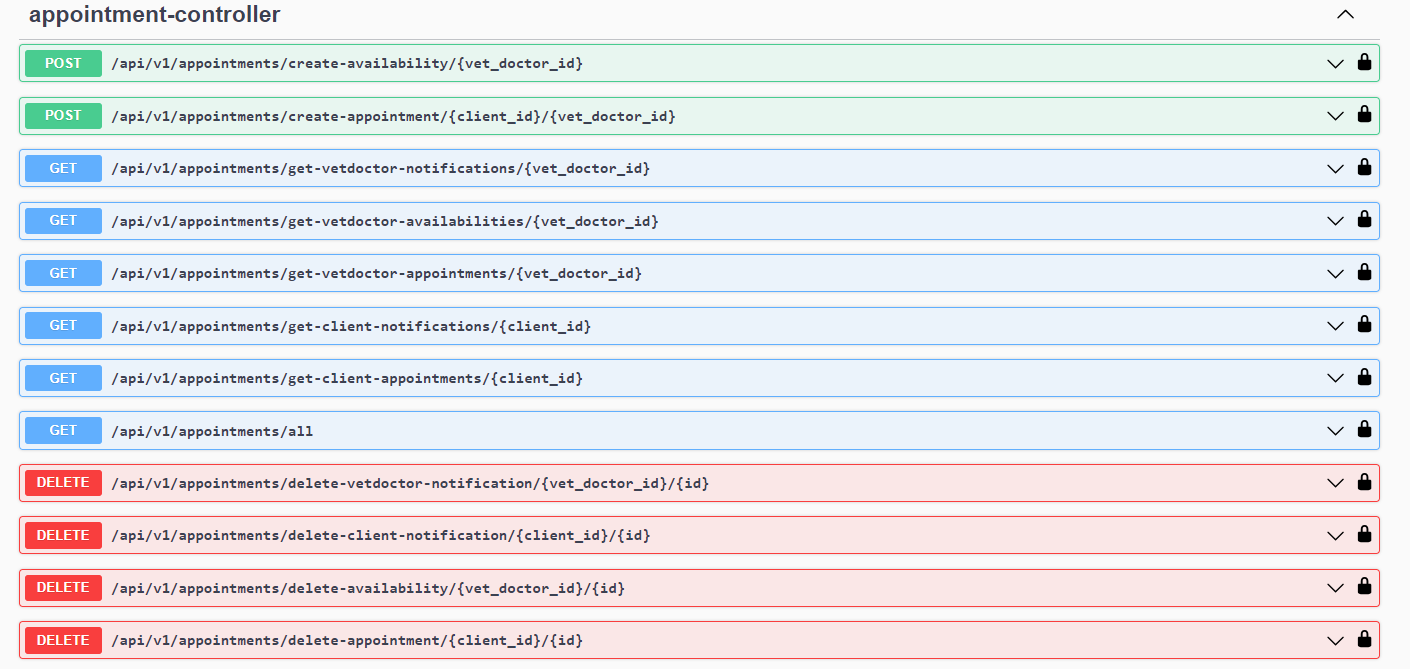 appointment-controller
POST /api/v1/appointments/create-availability/{vet_doctor_id}
POST /api/v1/appointments/create-appointment/{client_id}/{vet_doctor_id}
GET /api/v1/appointments/get-vetdoctor-notifications/{vet_doctor_id}
GET /api/v1/appointments/get-vetdoctor-availabilities/{vet_doctor_id}
GET /api/v1/appointments/get-vetdoctor-appointments/{vet_doctor_id}
GET /api/v1/appointments/get-client-notifications/{client_id}
GET /api/v1/appointments/get-client-appointments/{client_id}
GET /api/v1/appointments/all
DELETE /api/v1/appointments/delete-vetdoctor-notification/{vet_doctor_id}/{id}
DELETE /api/v1/appointments/delete-client-notification/{client_id}/{id}
DELETE /api/v1/appointments/delete-availability/{vet_doctor_id}/{id}
DELETE /api/v1/appointments/delete-appointment/{client_id}/{id}